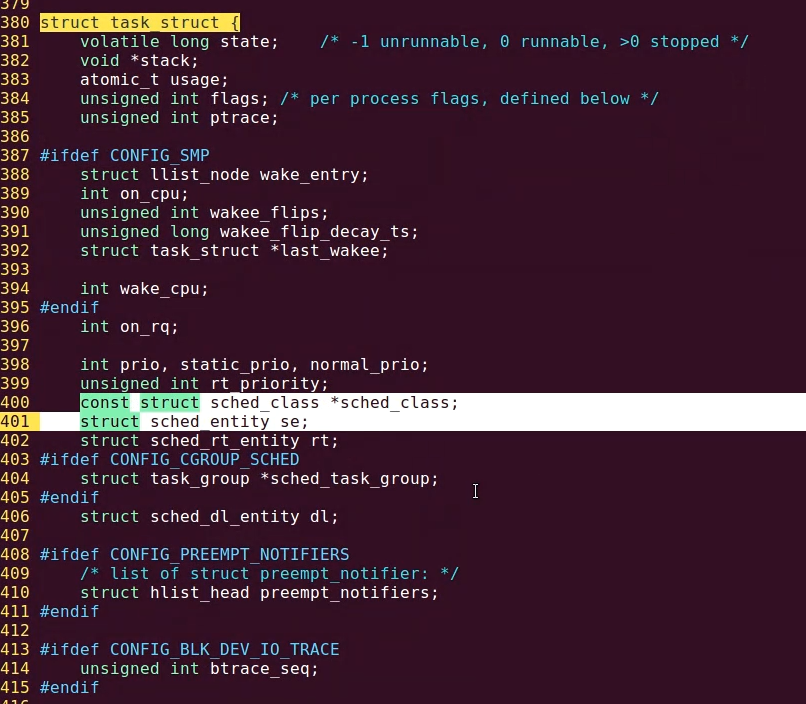 379
380 struct task_struct {
381     volatile long state;    /* -1 unrunnable, 0 runnable, >0 stopped */
382     void *stack;
383     atomic_t usage;
384     unsigned int flags; /* per process flags, defined below */
385     unsigned int ptrace;
386
387 #ifdef CONFIG_SMP
388     struct llist_node wake_entry;
389     int on_cpu;
390     unsigned int wakee_flips;
391     unsigned long wakee_flip_decay_ts;
392     struct task_struct *last_wakee;
393
394     int wake_cpu;
395 #endif
396     int on_rq;
397
398     int prio, static_prio, normal_prio;
399     unsigned int rt_priority;
400     const struct sched_class *sched_class;
401     struct sched_entity se;
402     struct sched_rt_entity rt;
403 #ifdef CONFIG_CGROUP_SCHED
404     struct task_group *sched_task_group;
405 #endif
406     struct sched_dl_entity dl;
407
408 #ifdef CONFIG_PREEMPT_NOTIFIERS
409     /* list of struct preempt_notifier: */
410     struct hlist_head preempt_notifiers;
411 #endif
412
413 #ifdef CONFIG_BLK_DEV_IO_TRACE
414     unsigned int btrace_seq;
415 #endif
416